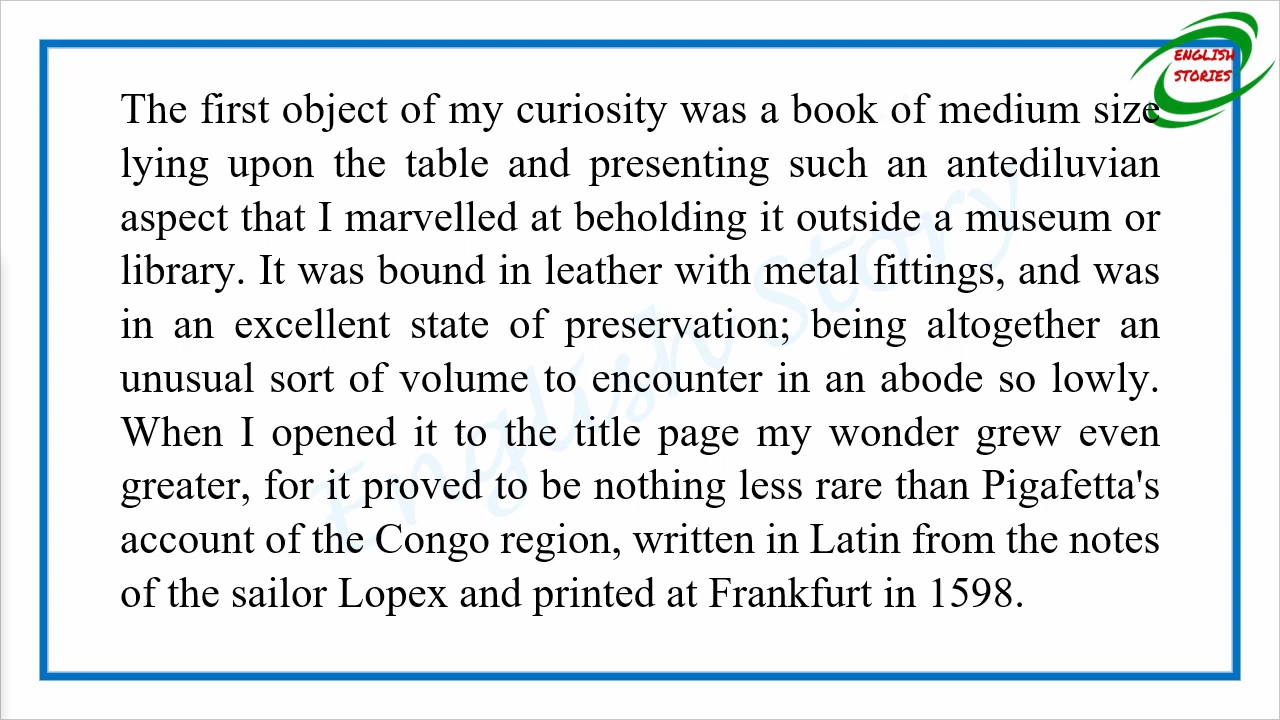 ENGLISH
STORIES
The first object of my curiosity was a book of medium size
lying upon the table and presenting such an antediluvian
aspect that I marvelled at beholding it outside a museum or
library. It was bound in leather with metal fittings, and was
in an excellent state of preservation; being altogether an
unusual sort of volume to encounter in an abode so lowly.
When I opened it to the title page my wonder grew even
greater, for it proved to be nothing less rare than Pigafetta's
account of the Congo region, written in Latin from the notes
of the sailor Lopex and printed at Frankfurt in 1598.
English Story